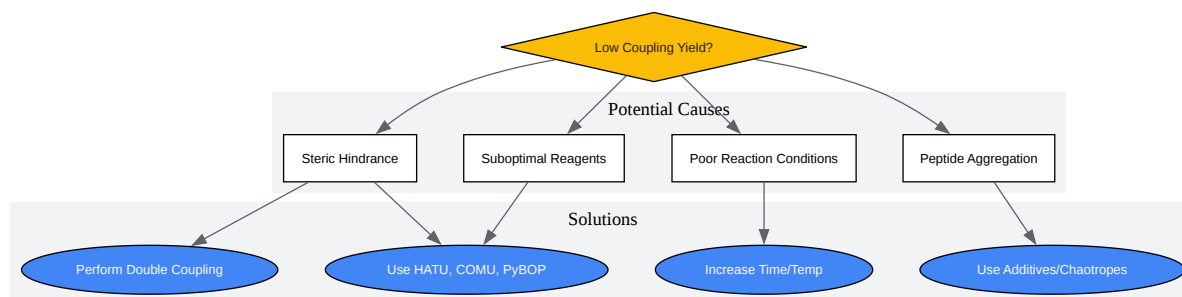 Low Coupling Yield?
Potential Causes
Steric Hindrance
Suboptimal Reagents
Poor Reaction Conditions
Peptide Aggregation
Solutions
Perform Double Coupling
Use HATU, COMU, PyBOP
Increase Time/Temp
Use Additives/Chaotropes